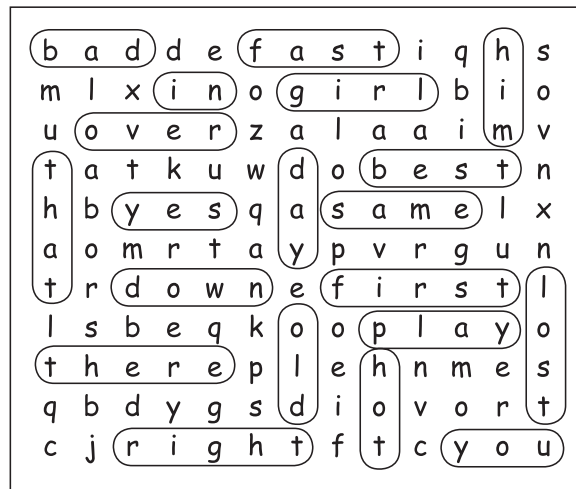 b a d d e f a s t i q h s
m l x i n o g i r l b i o
u o v e r z a l a a i m v
t a t k u w d o b e s t n
h b y e s q a s a m e l x
a o m r t a y p v r g u n
t r d o w n e f i r s t l
l s b e q k o o p l a y o
t h e r e p l e h n m e s
q b d y g s d i o v o r t
c j r i g h t f t c y o u